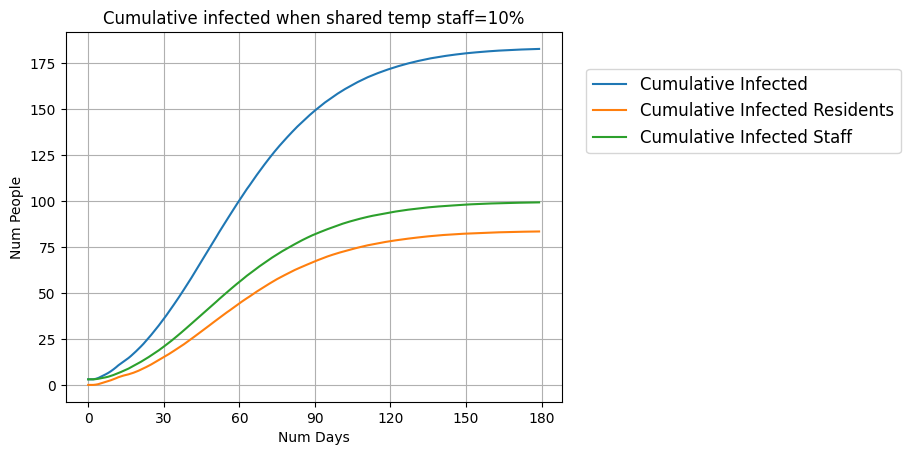 Cumulative infected when shared temp staff=10%
175
150
125
100
75
50
25
0
Num People
0 30 60 90 120 150 180
Num Days
Cumulative Infected
Cumulative Infected Residents
Cumulative Infected Staff